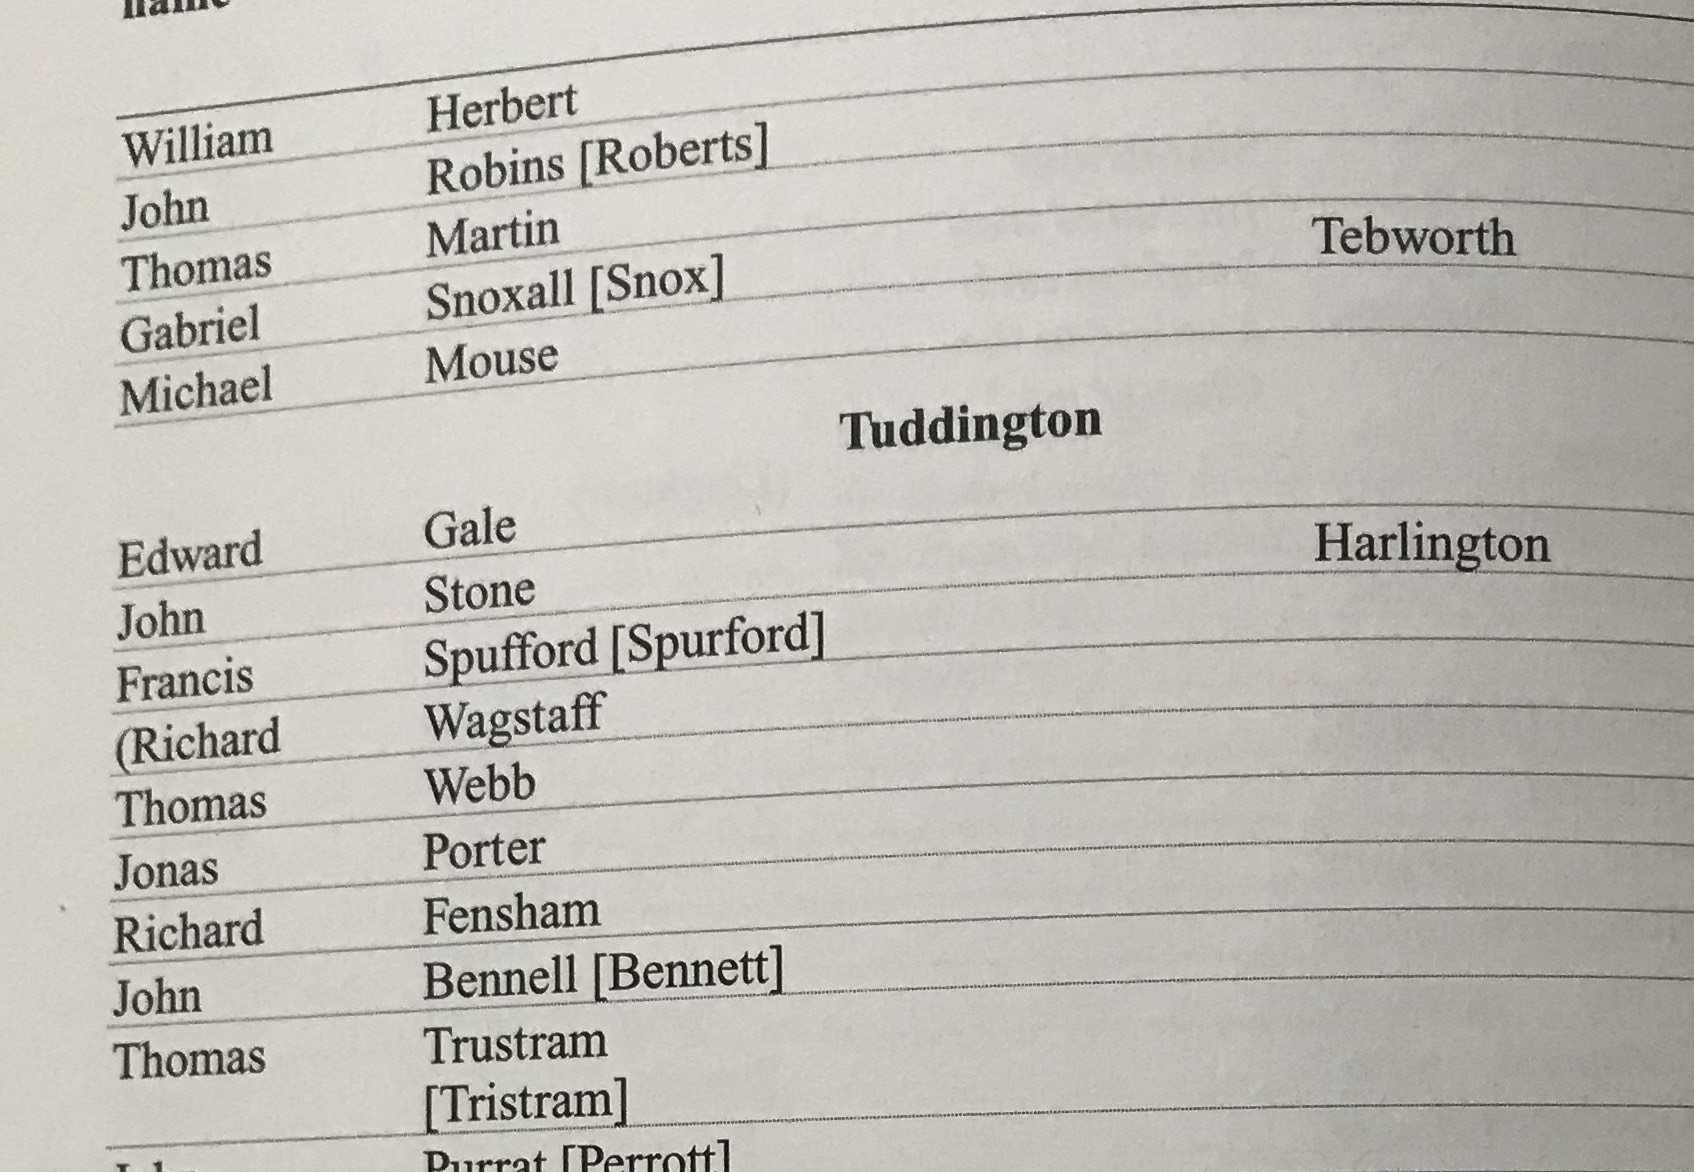 name
William Herbert
John Robins [Roberts]
Thomas Martin
Gabriel Snoxall [Snox] Tebworth
Michael Mouse
Tuddington
Edward Gale
John Stone Harlington
Francis Spufford [Spurford]
(Richard Wagstaff
Thomas Webb
Jonas Porter
Richard Fensham
John Bennell [Bennett]
Thomas Trustram
[Tristram]
John Purrat [Perrott]